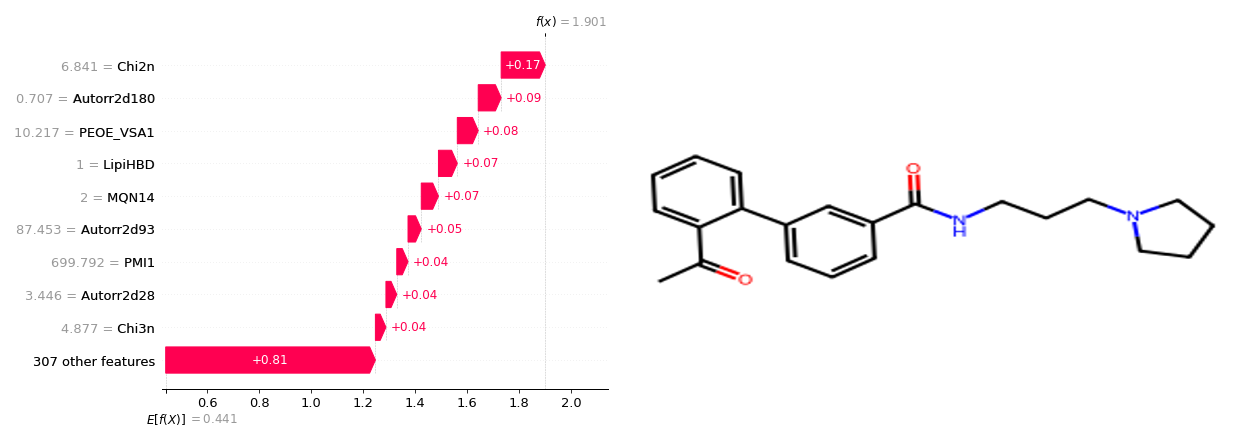 f(x) = 1.901
6.841 = Chi2n
+0.17
0.707 = Autorr2d180
+0.09
10.217 = PEOE_VSA1
+0.08
1 = LipiHBD
+0.07
2 = MQN14
+0.07
87.453 = Autorr2d93
+0.05
699.792 = PMI1
+0.04
3.446 = Autorr2d28
+0.04
4.877 = Chi3n
+0.04
307 other features
+0.81
0.6 0.8 1.0 1.2 1.4 1.6 1.8 2.0
E[f(X)] = 0.441
O
O
N
H
N